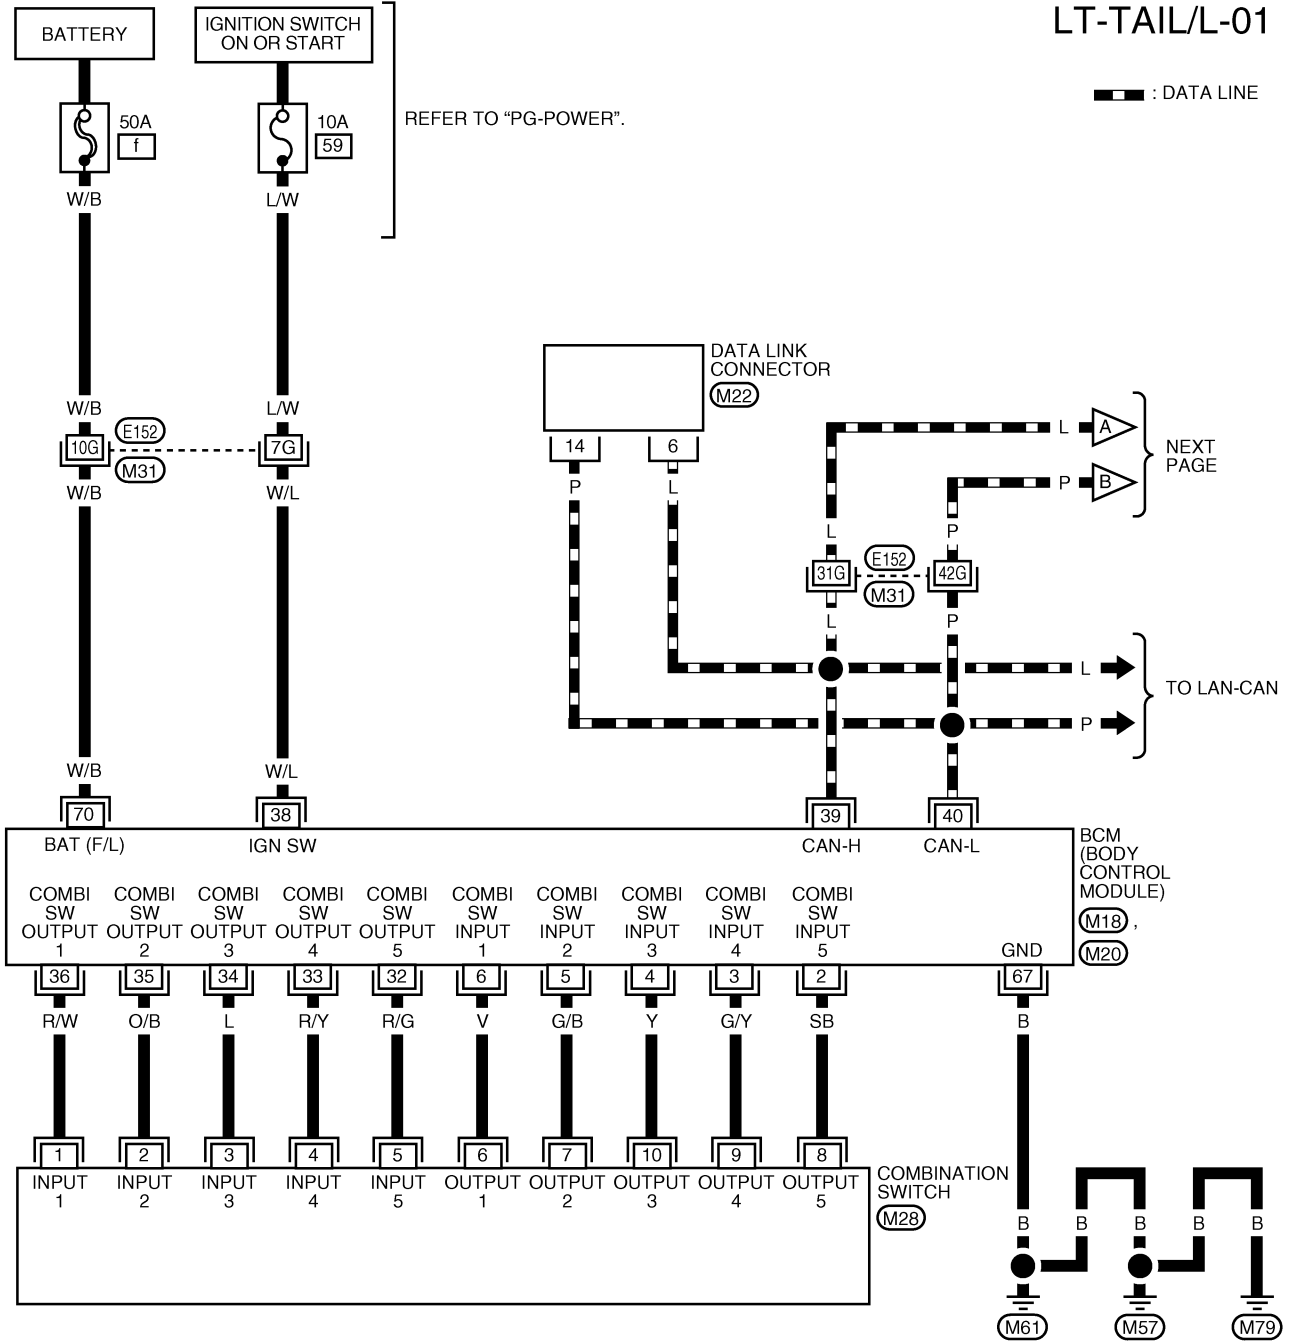 LT-TAIL/L-01
BATTERY
IGNITION SWITCH
ON OR START
: DATA LINE
50A
f
10A
59
REFER TO “PG-POWER”.
W/B
L/W
DATA LINK
CONNECTOR
M22
W/B
L/W
10G
E152
M31
7G
W/B
W/L
14
6
P
L
L
A
P
B
NEXT
PAGE
L
P
31G
E152
M31
42G
L
P
L
P
TO LAN-CAN
W/B
W/L
70
38
39
40
BAT (F/L)
IGN SW
CAN-H
CAN-L
BCM
(BODY
CONTROL
MODULE)
M18 ,
M20
COMBI
SW
OUTPUT
1
COMBI
SW
OUTPUT
2
COMBI
SW
OUTPUT
3
COMBI
SW
OUTPUT
4
COMBI
SW
OUTPUT
5
COMBI
SW
INPUT
1
COMBI
SW
INPUT
2
COMBI
SW
INPUT
3
COMBI
SW
INPUT
4
COMBI
SW
INPUT
5
GND
36
35
34
33
32
6
5
4
3
2
67
R/W
O/B
L
R/Y
R/G
V
G/B
Y
G/Y
SB
B
1
2
3
4
5
6
7
10
9
8
INPUT
1
INPUT
2
INPUT
3
INPUT
4
INPUT
5
OUTPUT
1
OUTPUT
2
OUTPUT
3
OUTPUT
4
OUTPUT
5
COMBINATION
SWITCH
M28
B
B
B
B
B
M61
M57
M79